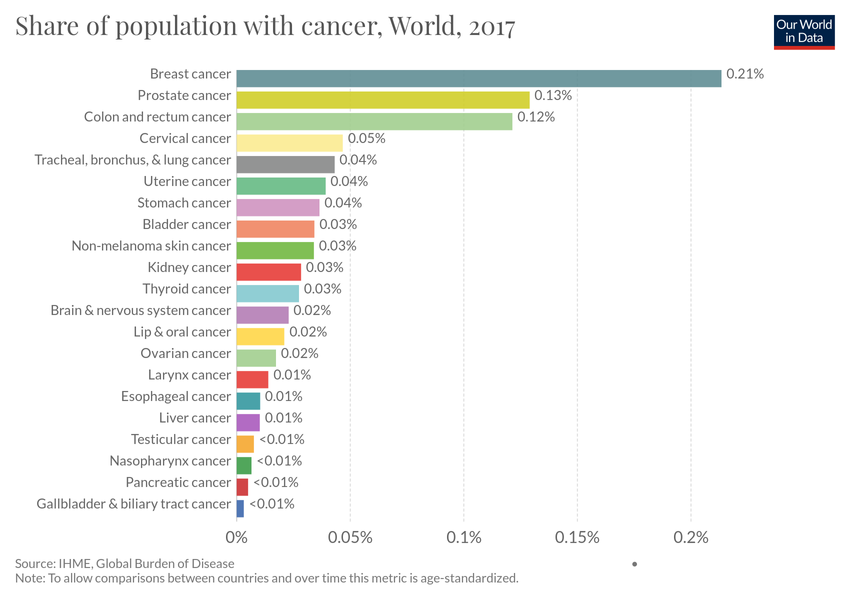 Share of population with cancer, World, 2017
Our World
in Data
Breast cancer 0.21%
Prostate cancer 0.13%
Colon and rectum cancer 0.12%
Cervical cancer 0.05%
Tracheal, bronchus, & lung cancer 0.04%
Uterine cancer 0.04%
Stomach cancer 0.04%
Bladder cancer 0.03%
Non-melanoma skin cancer 0.03%
Kidney cancer 0.03%
Thyroid cancer 0.03%
Brain & nervous system cancer 0.02%
Lip & oral cancer 0.02%
Ovarian cancer 0.02%
Larynx cancer 0.01%
Esophageal cancer 0.01%
Liver cancer 0.01%
Testicular cancer <0.01%
Nasopharynx cancer <0.01%
Pancreatic cancer <0.01%
Gallbladder & biliary tract cancer <0.01%
0% 0.05% 0.1% 0.15% 0.2%
Source: IHME, Global Burden of Disease
Note: To allow comparisons between countries and over time this metric is age-standardized.